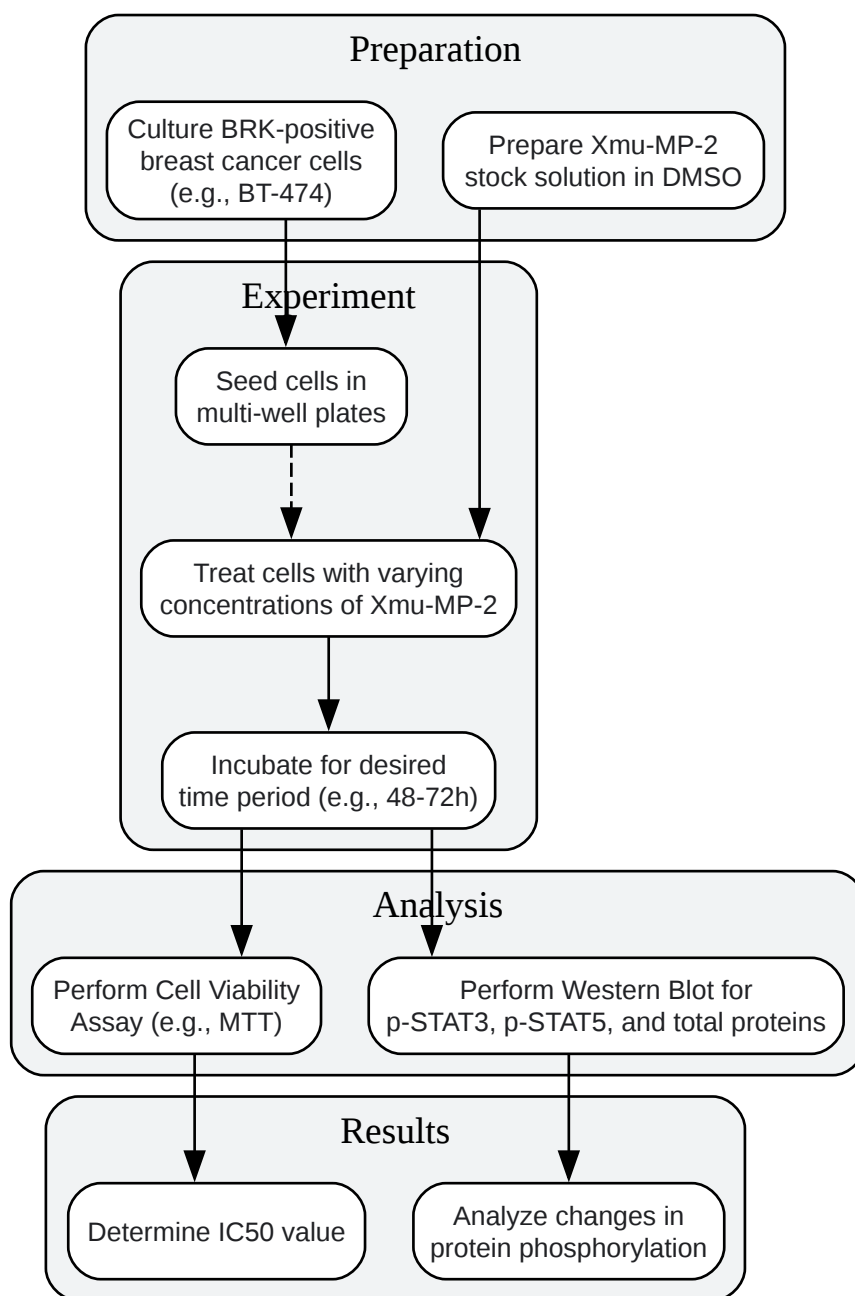 Preparation
Culture BRK-positive
breast cancer cells
(e.g., BT-474)
Prepare Xmu-MP-2
stock solution in DMSO
Experiment
Seed cells in
multi-well plates
Treat cells with varying
concentrations of Xmu-MP-2
Incubate for desired
time period (e.g., 48-72h)
Analysis
Perform Cell Viability
Assay (e.g., MTT)
Perform Western Blot for
p-STAT3, p-STAT5, and total proteins
Results
Determine IC50 value
Analyze changes in
protein phosphorylation